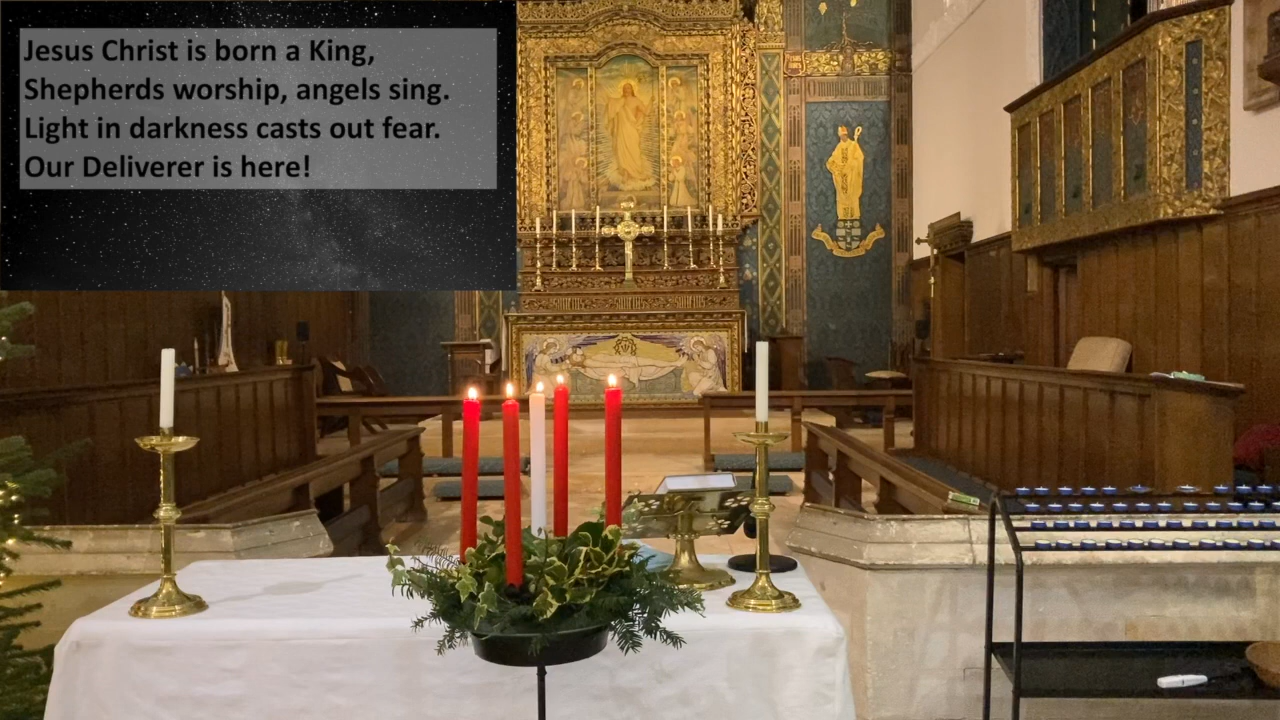 Jesus Christ is born a King,
Shepherds worship, angels sing.
Light in darkness casts out fear.
Our Deliverer is here!